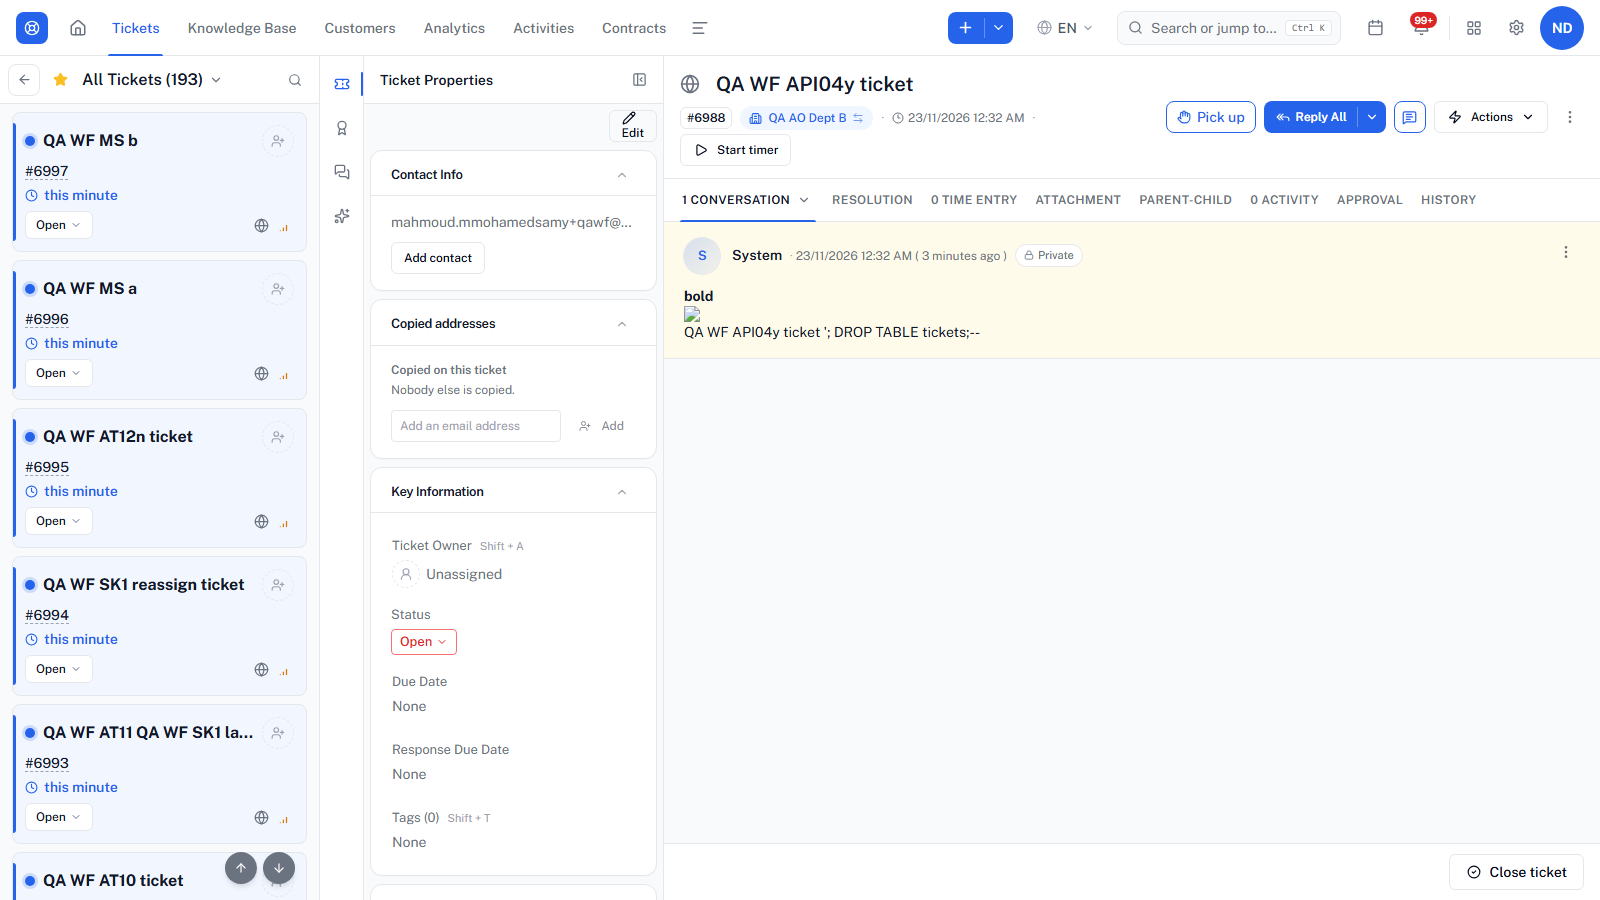 Tickets
Knowledge Base
Customers
Analytics
Activities
Contracts
EN
Search or jump to...
Ctrl K
99+
ND
All Tickets (193)
QA WF MS b
#6997
this minute
Open
QA WF MS a
#6996
this minute
Open
QA WF AT12n ticket
#6995
this minute
Open
QA WF SK1 reassign ticket
#6994
this minute
Open
QA WF AT11 QA WF SK1 la...
#6993
this minute
Open
QA WF AT10 ticket
Ticket Properties
Edit
Contact Info
mahmoud.mmohamedsamy+qawf@...
Add contact
Copied addresses
Copied on this ticket
Nobody else is copied.
Add an email address
Add
Key Information
Ticket Owner Shift + A
Unassigned
Status
Open
Due Date
None
Response Due Date
None
Tags (0) Shift + T
None
QA WF API04y ticket
#6988
QA AO Dept B
· 23/11/2026 12:32 AM ·
Pick up
Reply All
Actions
Start timer
1 CONVERSATION
RESOLUTION
0 TIME ENTRY
ATTACHMENT
PARENT-CHILD
0 ACTIVITY
APPROVAL
HISTORY
S
System · 23/11/2026 12:32 AM ( 3 minutes ago ) Private
bold
QA WF API04y ticket '; DROP TABLE tickets;--
Close ticket